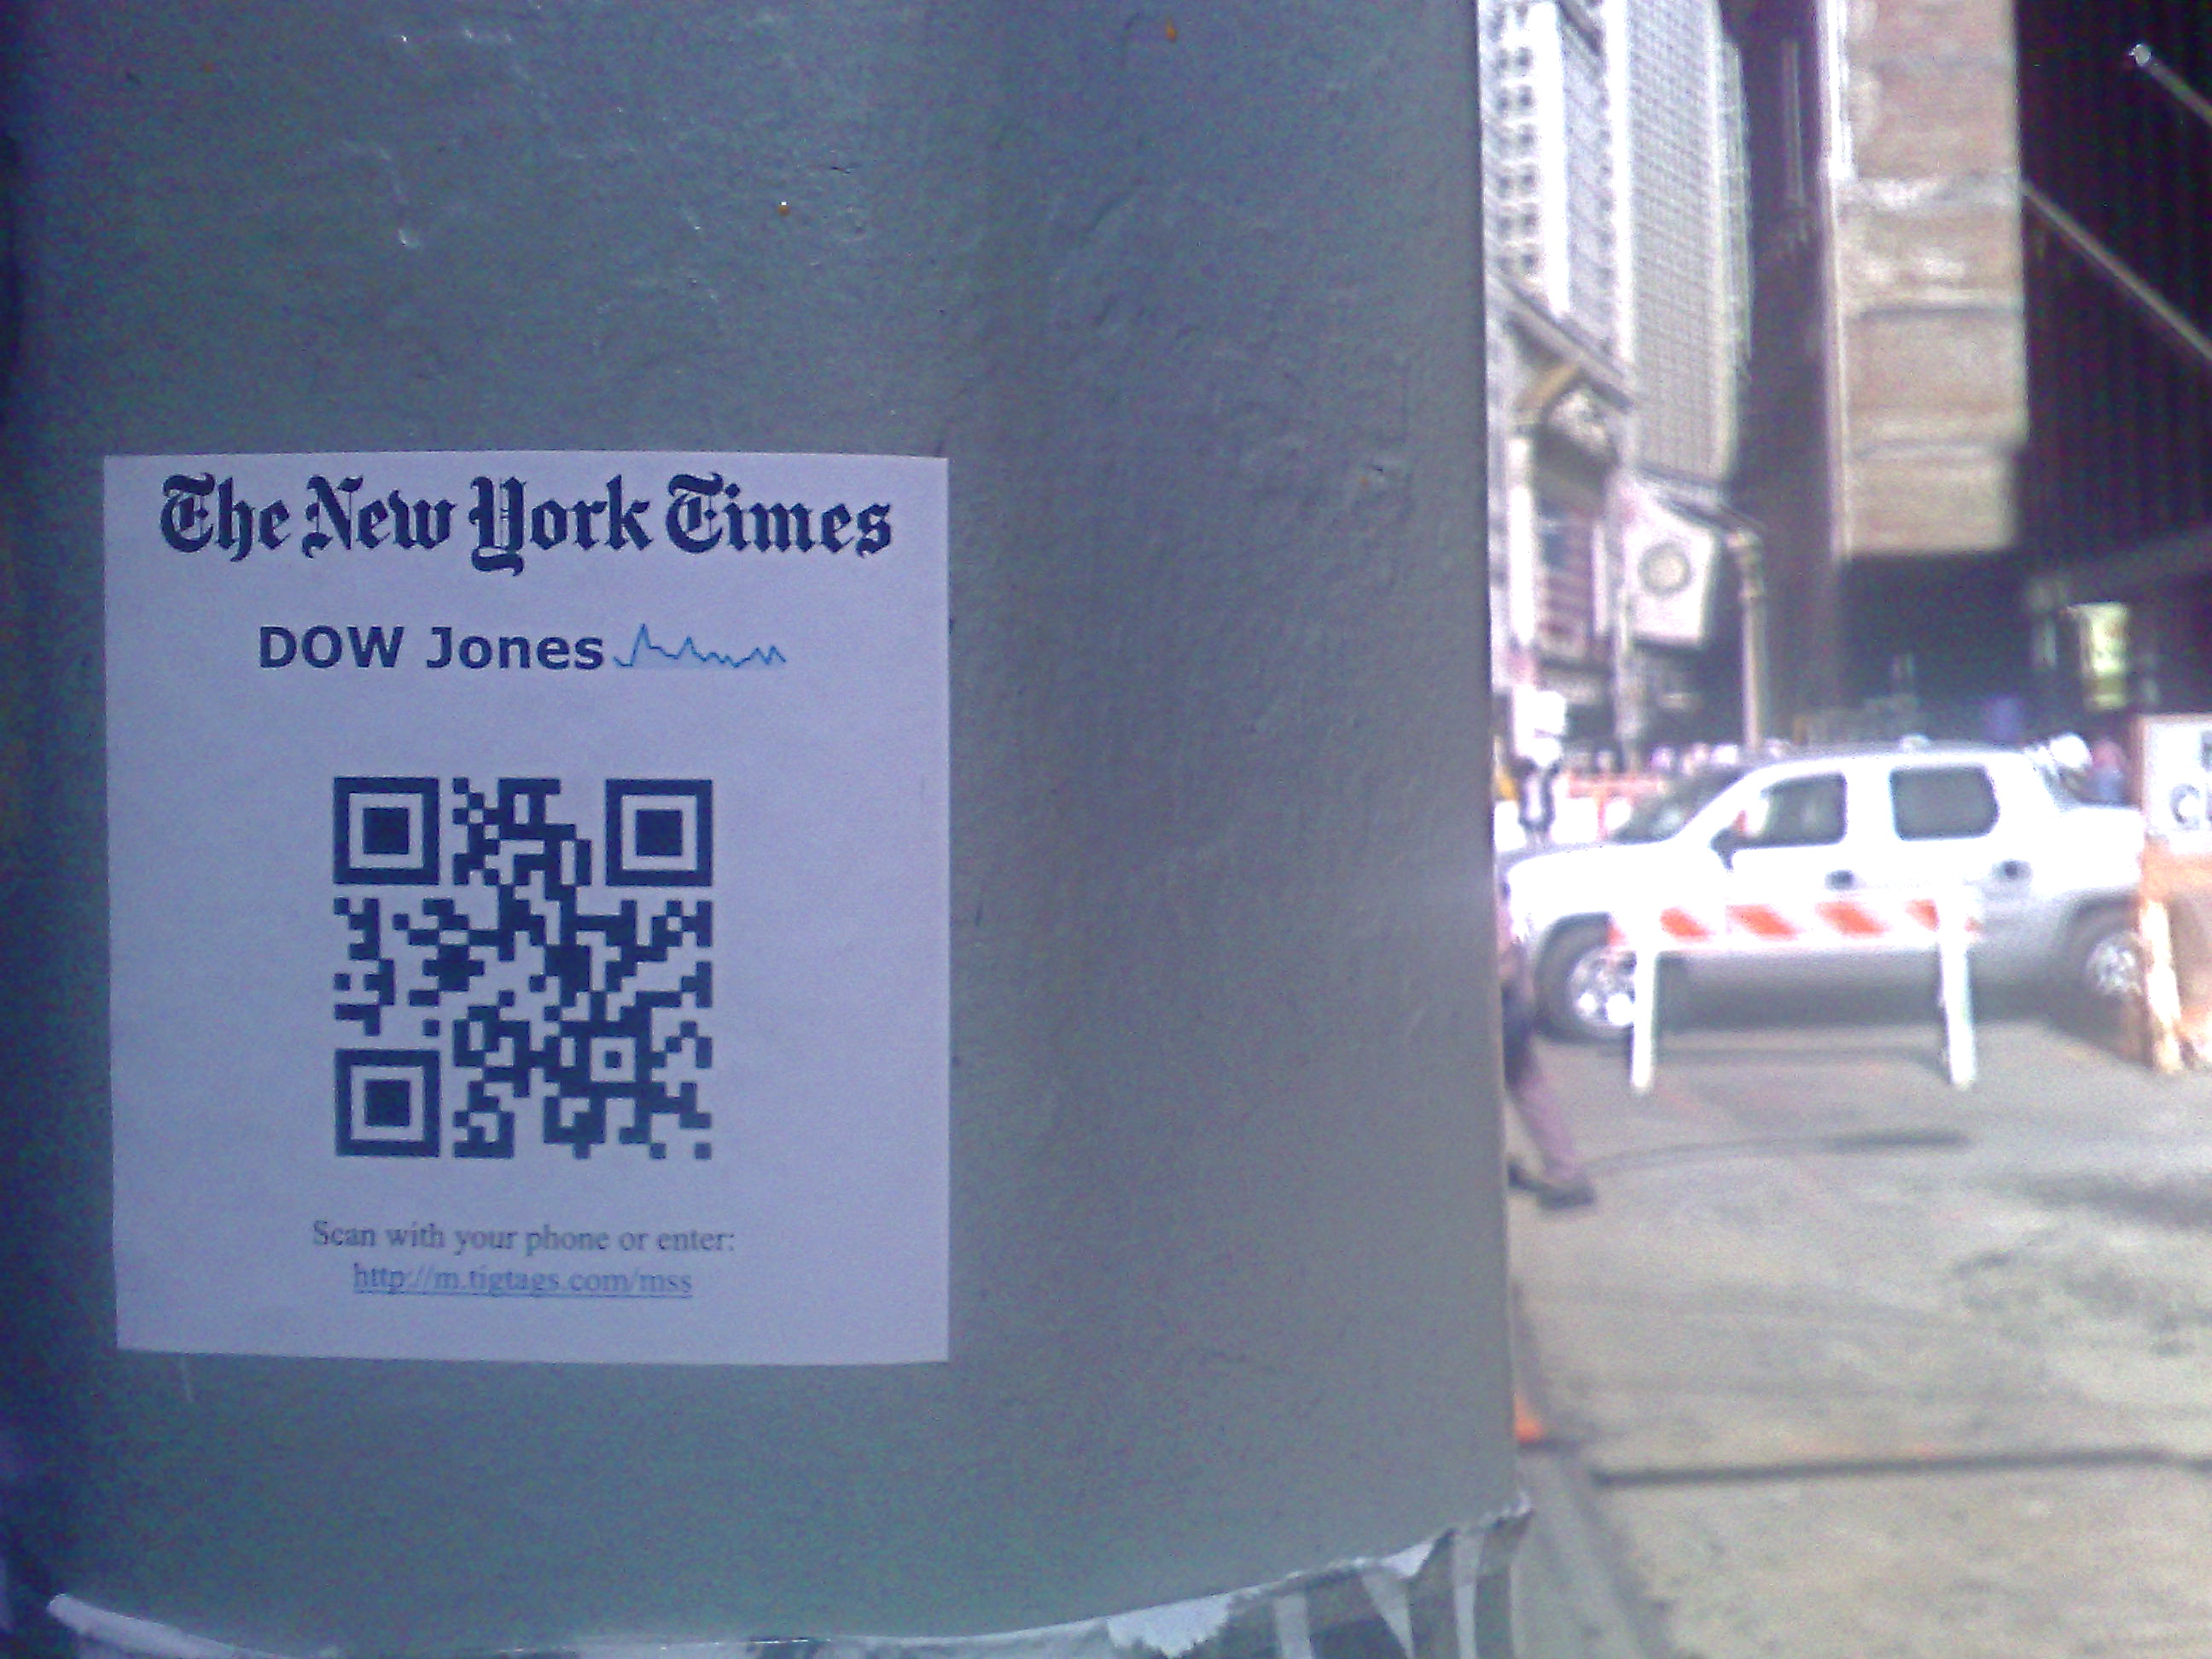 The New York Times
DOW Jones
Scan with your phone or enter:
http://m.tigtags.com/mss